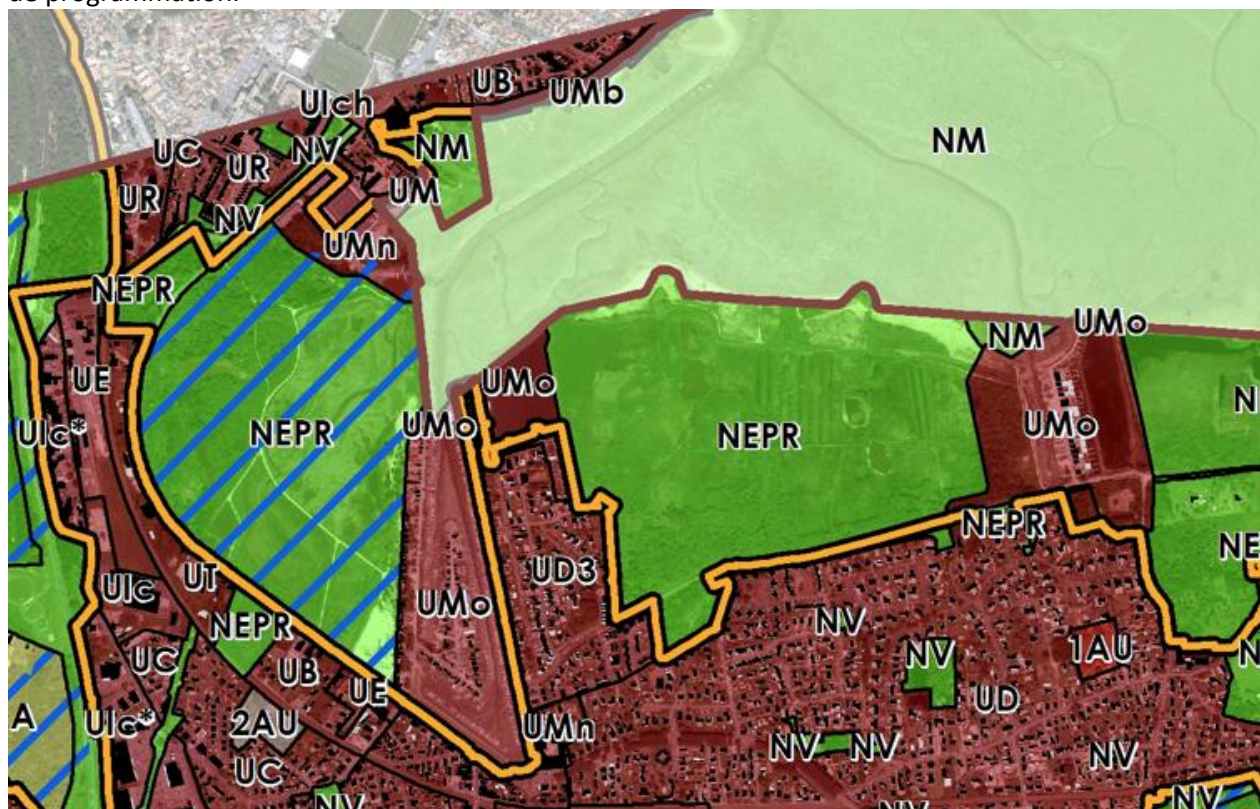 de programmation.
UB
UMb
UIch
NM
UC
NV
NM
UR
UM
UR
NV
UMn
NEPR
NM
UMo
UE
UMo
UIc*
NEPR
UMo
NEPR
UMo
NEPR
UD3
UT
UIc
UMo
NV
NEPR
NV
1AU
UC
UB
UE
UD
A
UIc*
2AU
UMn
NV
NV
NV
UC
NV
NV